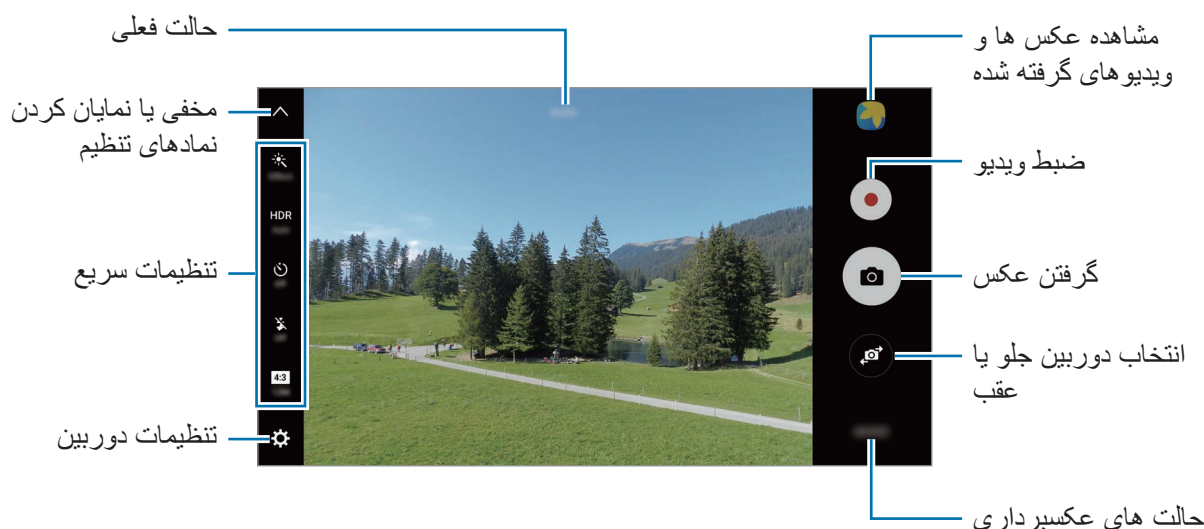 حالت فعلی
مشاهده عکس ها و
ویدیوهای گرفته شده
مخفی یا نمایان کردن
نمادهای تنظیم
ضبط ویدیو
HDR
تنظیمات سریع
گرفتن عکس
انتخاب دوربین جلو یا
عقب
4:3
تنظیمات دوربین
حالت های عکسبرداری